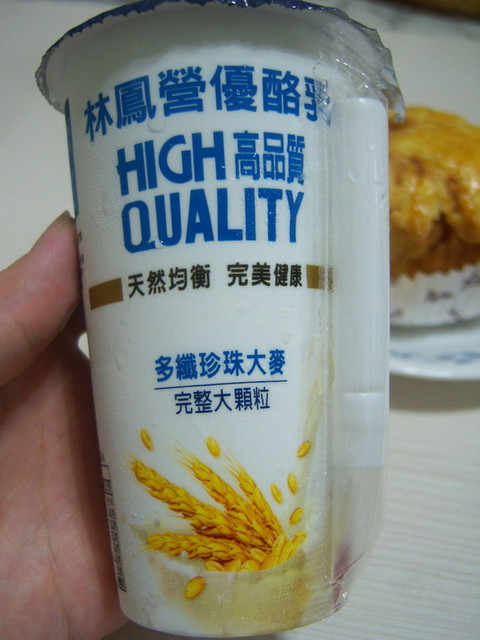 林鳳營優酪乳
HIGH 高品質
QUALITY
天然均衡 完美健康
多纖珍珠大麥
完整大顆粒